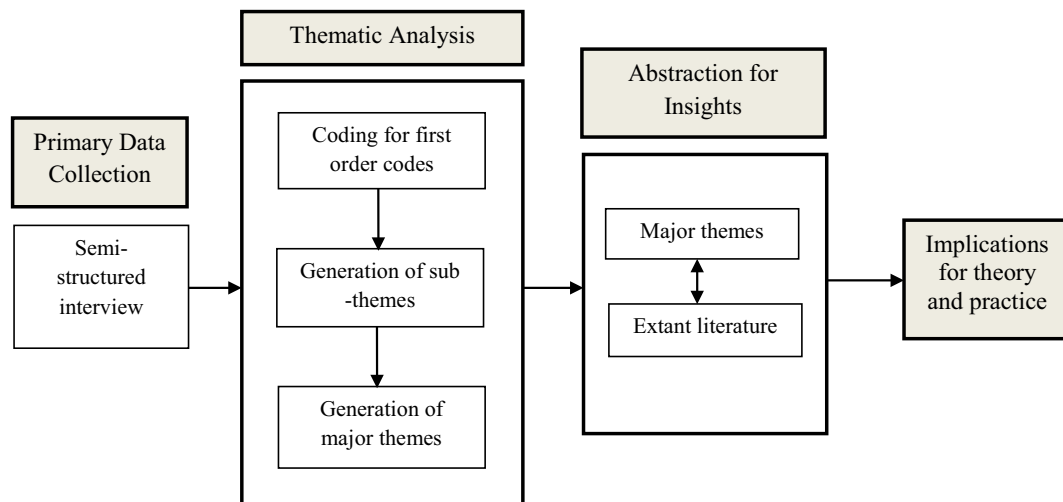 Primary Data
Collection
Semi-
structured
interview
Thematic Analysis
Coding for first
order codes
Generation of sub
-themes
Generation of
major themes
Abstraction for
Insights
Major themes
Extant literature
Implications
for theory
and practice